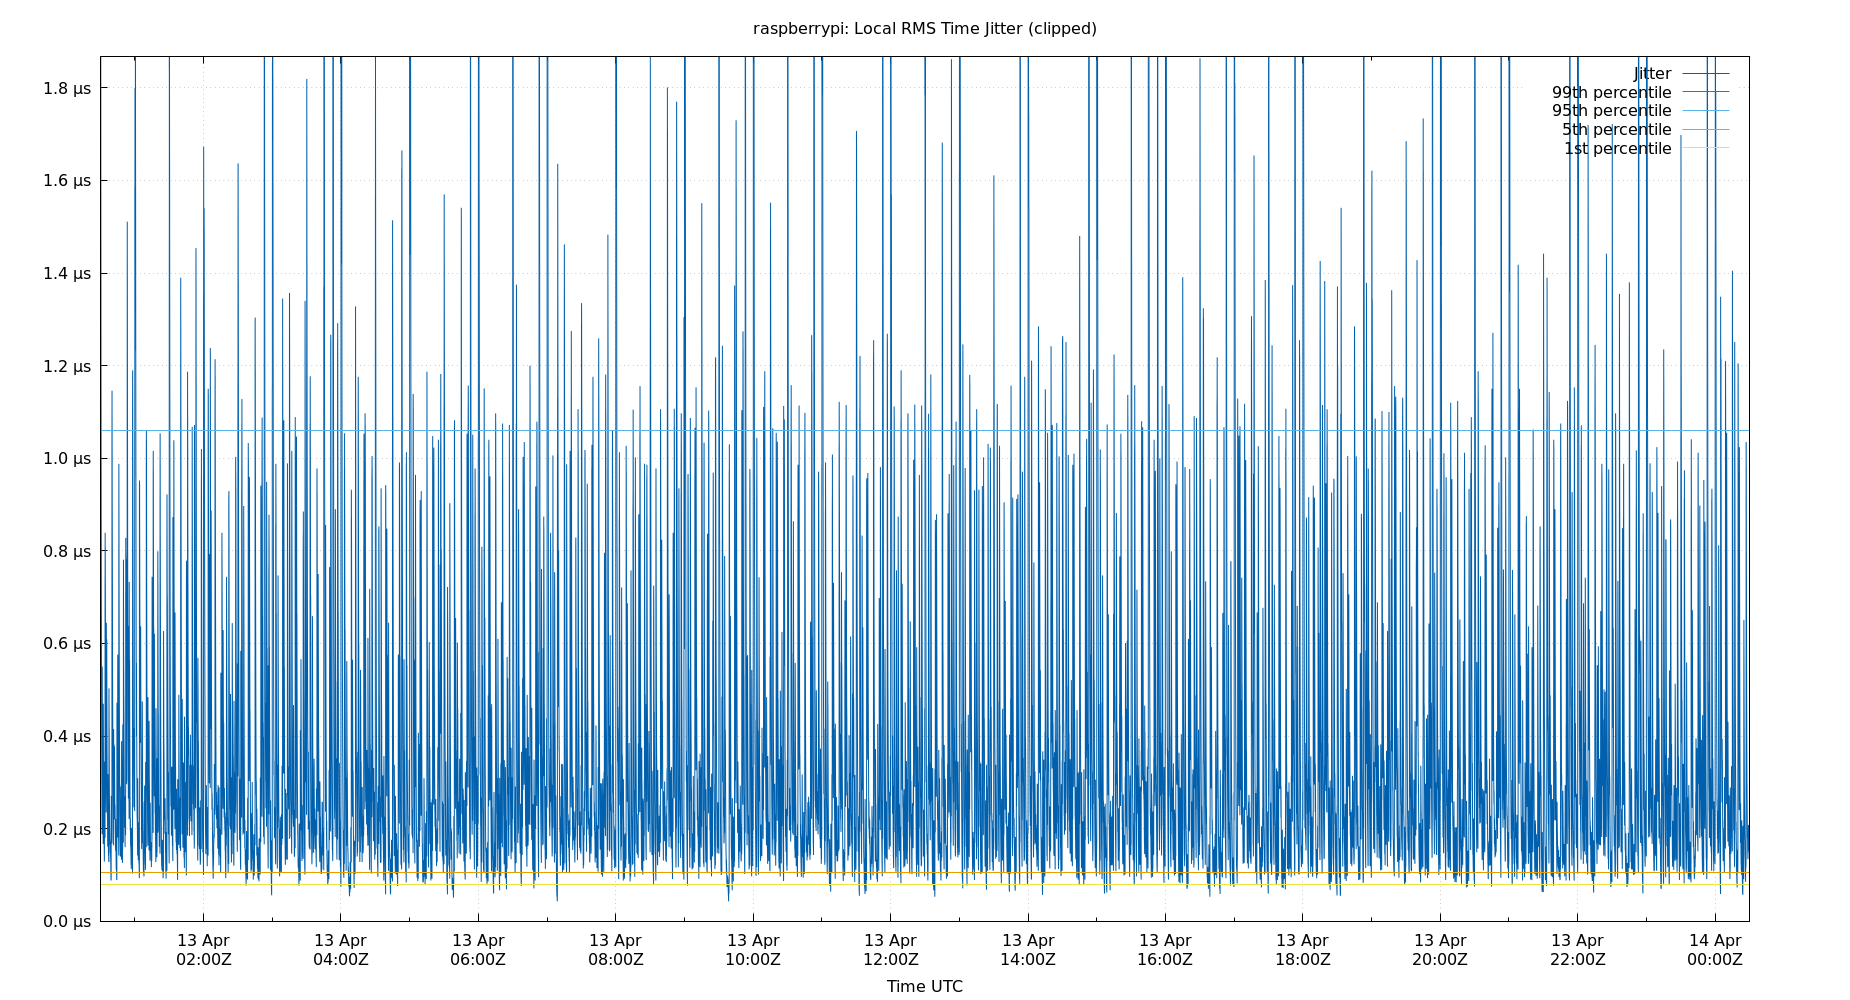 raspberrypi: Local RMS Time Jitter (clipped)
Jitter
99th percentile
95th percentile
5th percentile
1st percentile
1.8 µs
1.6 µs
1.4 µs
1.2 µs
1.0 µs
0.8 µs
0.6 µs
0.4 µs
0.2 µs
0.0 µs
13 Apr 13 Apr 13 Apr 13 Apr 13 Apr 13 Apr 13 Apr 13 Apr 13 Apr 13 Apr 13 Apr 14 Apr
02:00Z 04:00Z 06:00Z 08:00Z 10:00Z 12:00Z 14:00Z 16:00Z 18:00Z 20:00Z 22:00Z 00:00Z
Time UTC